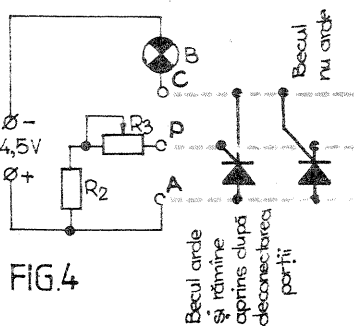 B
C
-
4,5V
+
R3
P
R2
A
FIG.4
Becul arde
și rămîne
aprins după
deconectarea
porții
Becul
nu arde